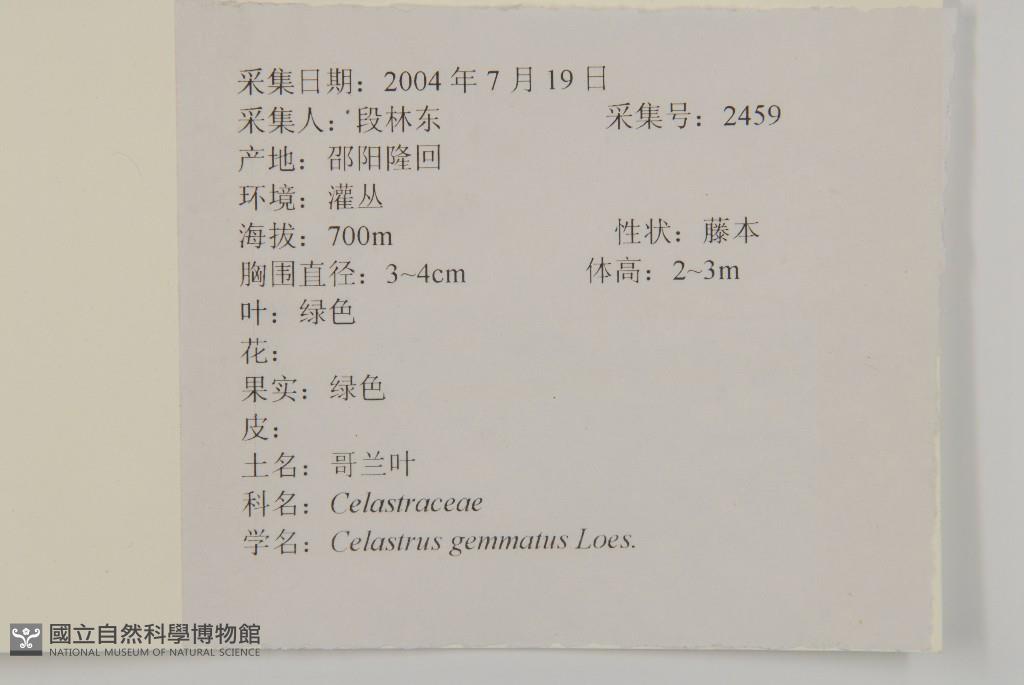 采集日期：2004 年 7 月 19 日
采集人：段林东 采集号：2459
产地：邵阳隆回
环境：灌丛
海拔：700m 性状：藤本
胸围直径：3~4cm 体高：2~3m
叶：绿色
花：
果实：绿色
皮：
土名：哥兰叶
科名：Celastraceae
学名：Celastrus gemmatus Loes.
國立自然科學博物館
NATIONAL MUSEUM OF NATURAL SCIENCE